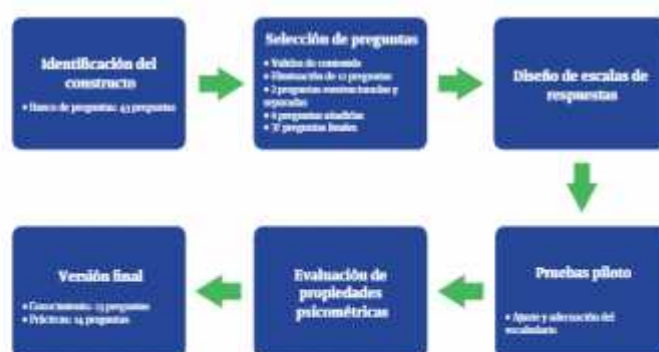 Identificación del
constructo
• Banco de preguntas: 43 preguntas
Selección de preguntas
• Validez de contenido
• Eliminación de 12 preguntas
• 2 preguntas reestructuradas y
separadas
• 4 preguntas añadidas
• 37 preguntas finales
Diseño de escalas de
respuestas
Pruebas piloto
• Ajuste y adecuación del
vocabulario
Evaluación de
propiedades
psicométricas
Versión final
• Conocimiento: 13 preguntas
• Prácticas: 14 preguntas